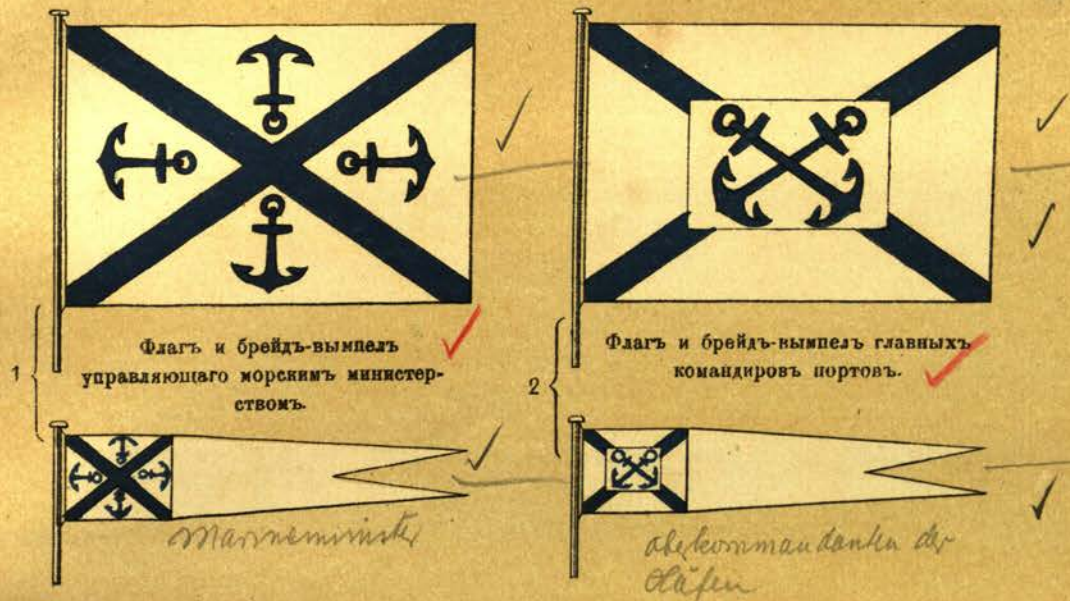 1
Флагъ и брейдъ-вымпелъ
управляющаго морскимъ министер-
ствомъ.
Marineminister
2
Флагъ и брейдъ-вымпелъ главныхъ
командировъ портовъ.
Oberkommandanten der
Häfen